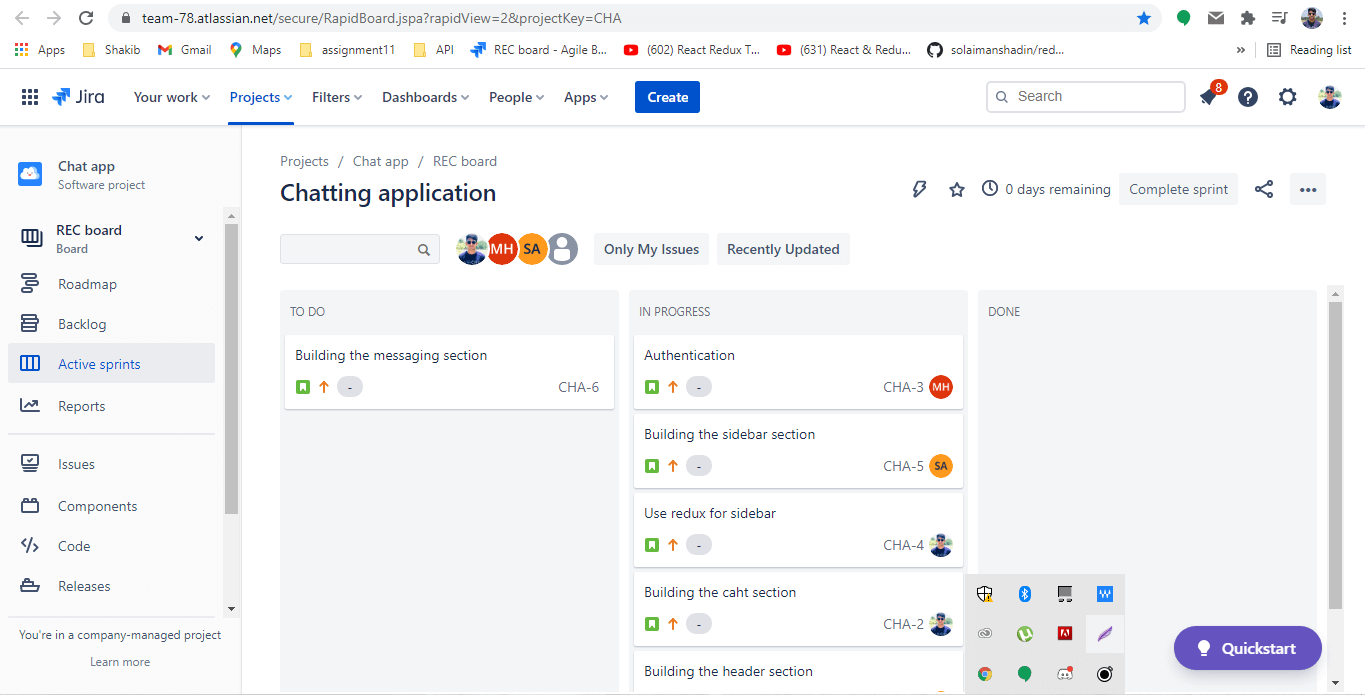 team-78.atlassian.net/secure/RapidBoard.jspa?rapidView=2&projectKey=CHA
Apps Shakib Gmail Maps assignment11 API REC board - Agile B... (602) React Redux T... (631) React & Redu... solaimanshadin/red... » Reading list
Jira Your work Projects Filters Dashboards People Apps Create Search 8
Chat app
Software project
REC board
Board
Roadmap
Backlog
Active sprints
Reports
Issues
Components
Code
Releases
You're in a company-managed project
Learn more
Projects / Chat app / REC board
Chatting application
0 days remaining Complete sprint
MH SA Only My Issues Recently Updated
TO DO
Building the messaging section
- CHA-6
IN PROGRESS
Authentication
- CHA-3 MH
Building the sidebar section
- CHA-5 SA
Use redux for sidebar
- CHA-4
Building the caht section
- CHA-2
Building the header section
DONE
Quickstart